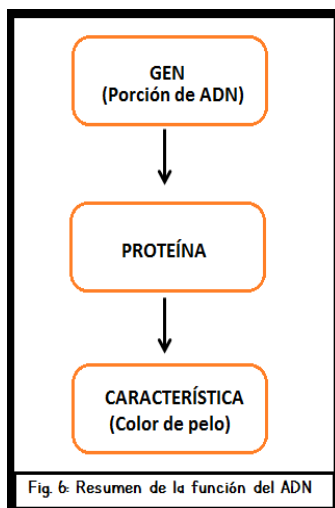 GEN
(Porción de ADN)
PROTEÍNA
CARACTERÍSTICA
(Color de pelo)
Fig. 6: Resumen de la función del ADN